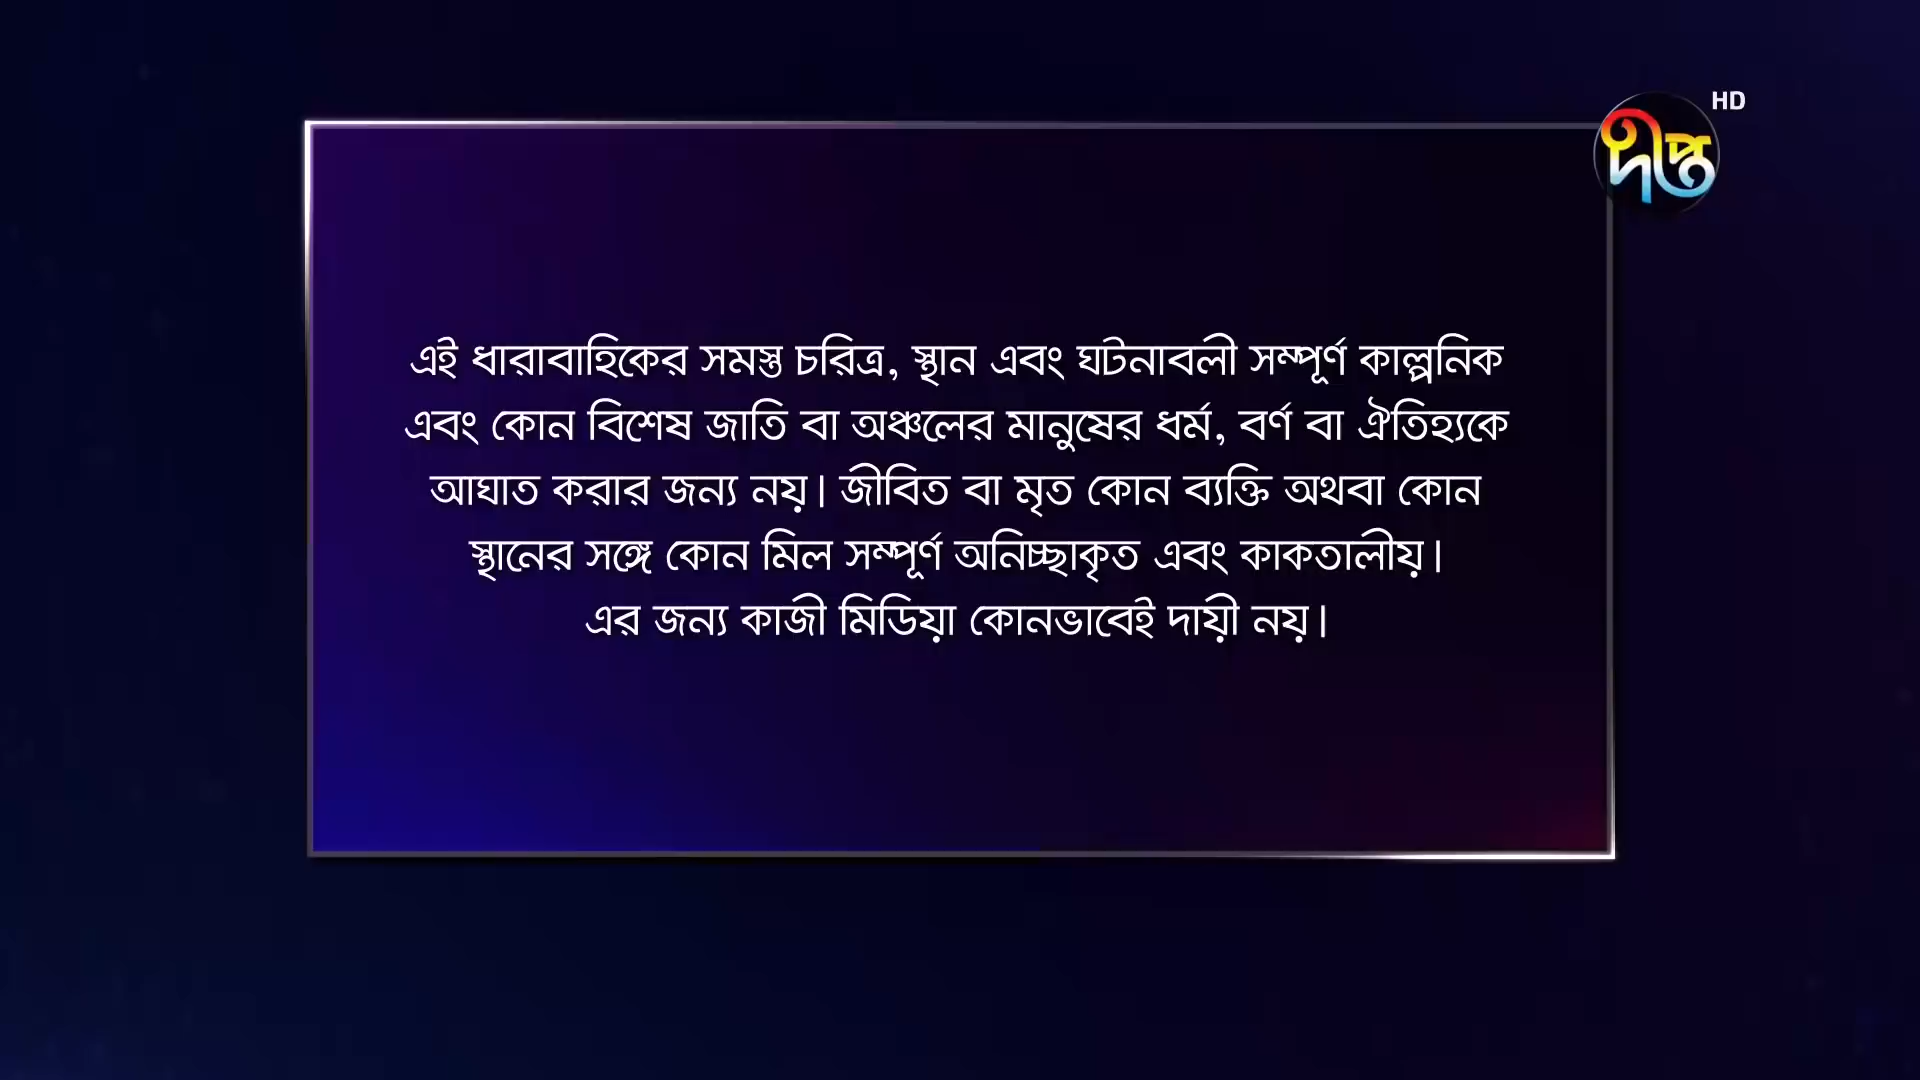 HD
দীপ্ত
এই ধারাবাহিকের সমস্ত চরিত্র, স্থান এবং ঘটনাবলী সম্পূর্ণ কাল্পনিক
এবং কোন বিশেষ জাতি বা অঞ্চলের মানুষের ধর্ম, বর্ণ বা ঐতিহ্যকে
আঘাত করার জন্য নয়। জীবিত বা মৃত কোন ব্যক্তি অথবা কোন
স্থানের সঙ্গে কোন মিল সম্পূর্ণ অনিচ্ছাকৃত এবং কাকতালীয়।
এর জন্য কাজী মিডিয়া কোনভাবেই দায়ী নয়।